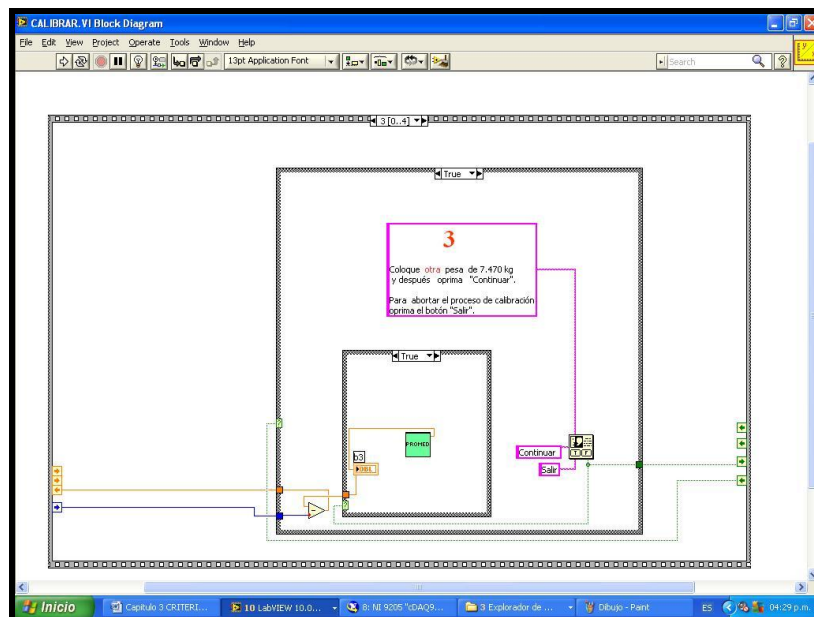 CALIBRAR.VI Block Diagram
File Edit View Project Operate Tools Window Help
13pt Application Font
Search
3 [0..4]
True
3
Coloque otra pesa de 7.470 kg
y después oprima "Continuar".
Para abortar el proceso de calibración
oprima el botón "Salir".
True
PROMED
b3
DBL
Continuar
Salir
Inicio
Capitulo 3 CRITERI...
10 LabVIEW 10.0...
8: NI 9205 "cDAQ9...
3 Explorador de ...
Dibujo - Paint
ES
04:29 p.m.